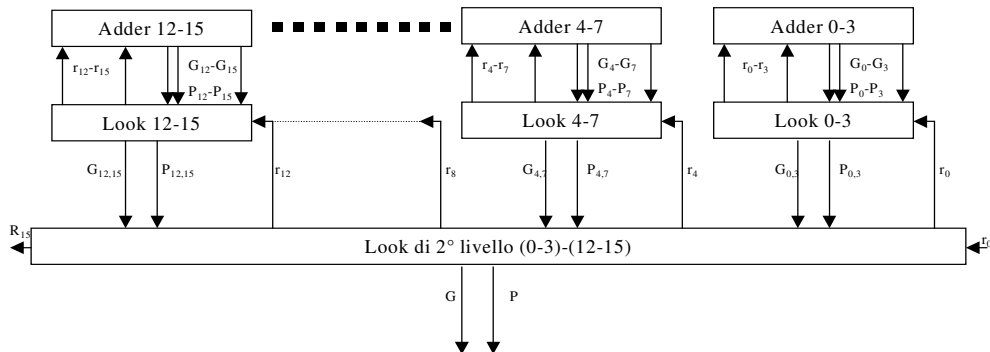 Adder 12-15
Adder 4-7
Adder 0-3
r12-r15
G12-G15
P12-P15
r4-r7
G4-G7
P4-P7
r0-r3
G0-G3
P0-P3
Look 12-15
Look 4-7
Look 0-3
G12,15
P12,15
r12
r8
G4,7
P4,7
r4
G0,3
P0,3
r0
R15
Look di 2° livello (0-3)-(12-15)
r0
G
P